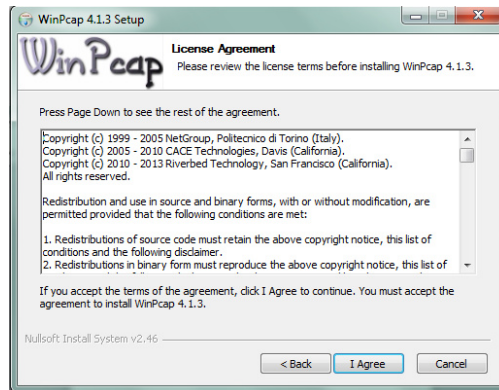 WinPcap 4.1.3 Setup
WinPcap
License Agreement
Please review the license terms before installing WinPcap 4.1.3.
Press Page Down to see the rest of the agreement.
Copyright (c) 1999 - 2005 NetGroup, Politecnico di Torino (Italy).
Copyright (c) 2005 - 2010 CACE Technologies, Davis (California).
Copyright (c) 2010 - 2013 Riverbed Technology, San Francisco (California).
All rights reserved.
Redistribution and use in source and binary forms, with or without modification, are
permitted provided that the following conditions are met:
1. Redistributions of source code must retain the above copyright notice, this list of
conditions and the following disclaimer.
2. Redistributions in binary form must reproduce the above copyright notice, this list of
If you accept the terms of the agreement, click I Agree to continue. You must accept the
agreement to install WinPcap 4.1.3.
Nullsoft Install System v2.46
< Back I Agree Cancel